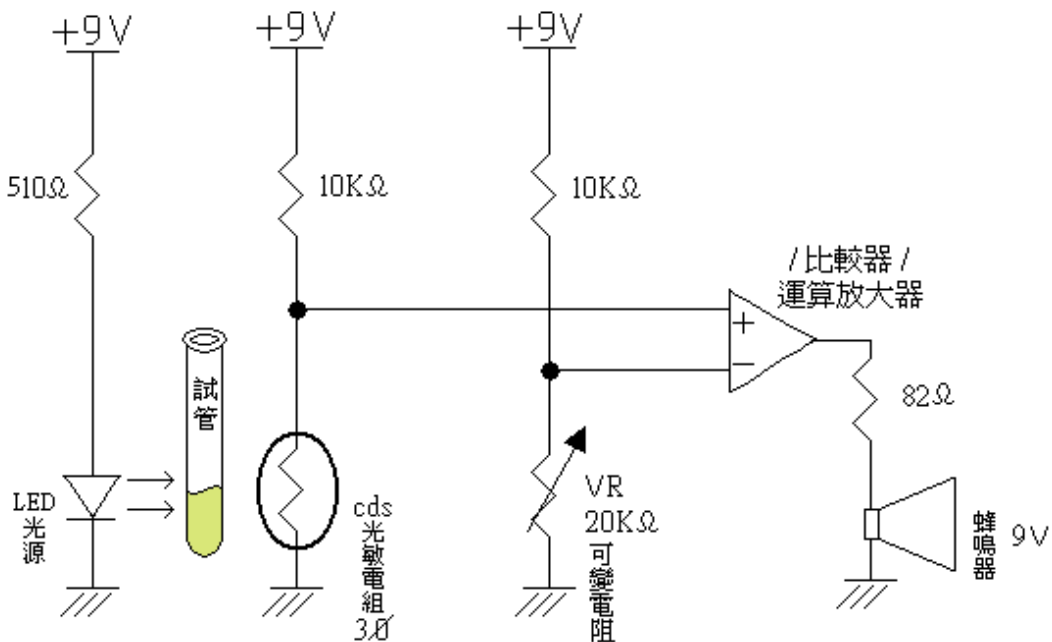 +9V
+9V
+9V
510Ω
10KΩ
10KΩ
/比較器/
運算放大器
+
−
試管
LED
光源
cds
光敏電組
3Ø
VR
20KΩ
可變電阻
82Ω
蜂鳴器
9V